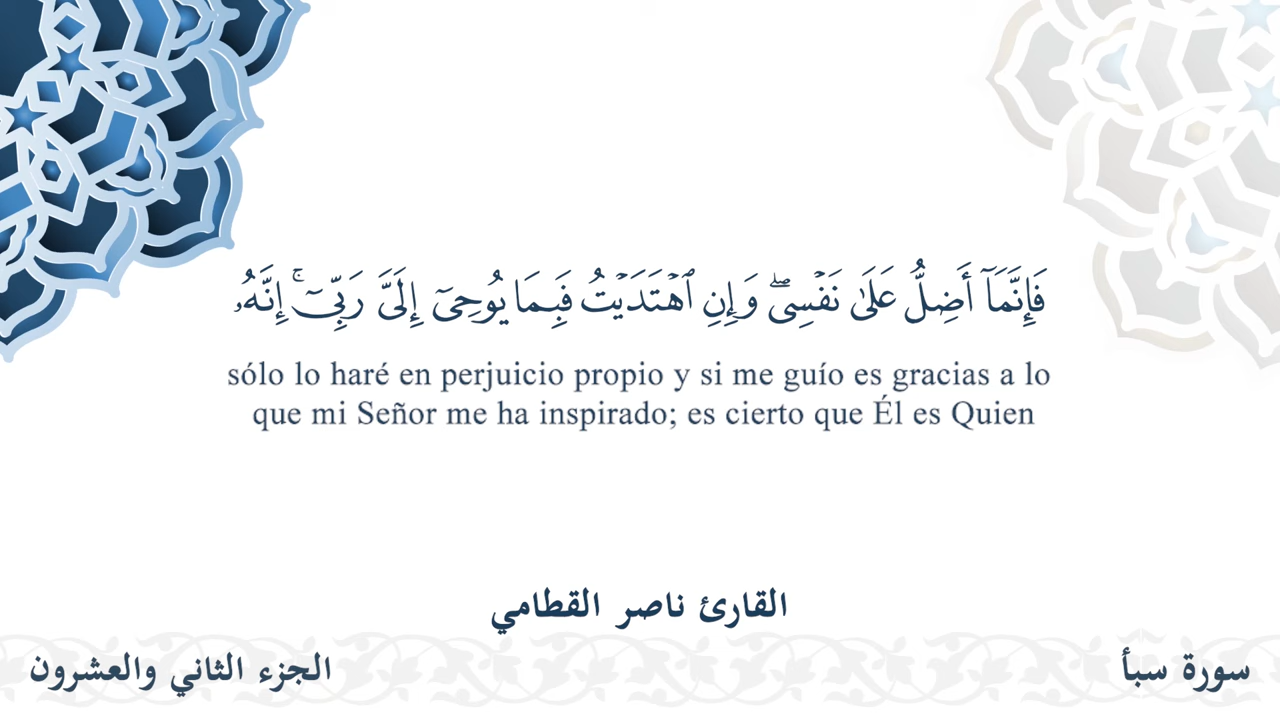 فَإِنَّمَآ أَضِلُّ عَلَىٰ نَفۡسِيۖ وَإِنِ ٱهۡتَدَيۡتُ فَبِمَا يُوحِيٓ إِلَيَّ رَبِّيٓۚ إِنَّهُۥ
sólo lo haré en perjuicio propio y si me guío es gracias a lo
que mi Señor me ha inspirado; es cierto que Él es Quien
القارئ ناصر القطامي
سورة سبأ
الجزء الثاني والعشرون